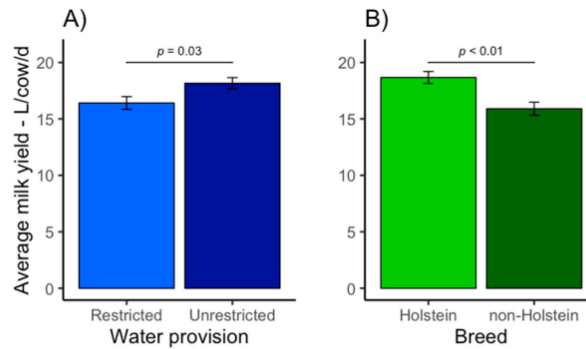 A)
B)
p = 0.03
p < 0.01
Average milk yield - L/cow/d
20
15
10
5
0
20
15
10
5
0
Restricted
Unrestricted
Holstein
non-Holstein
Water provision
Breed